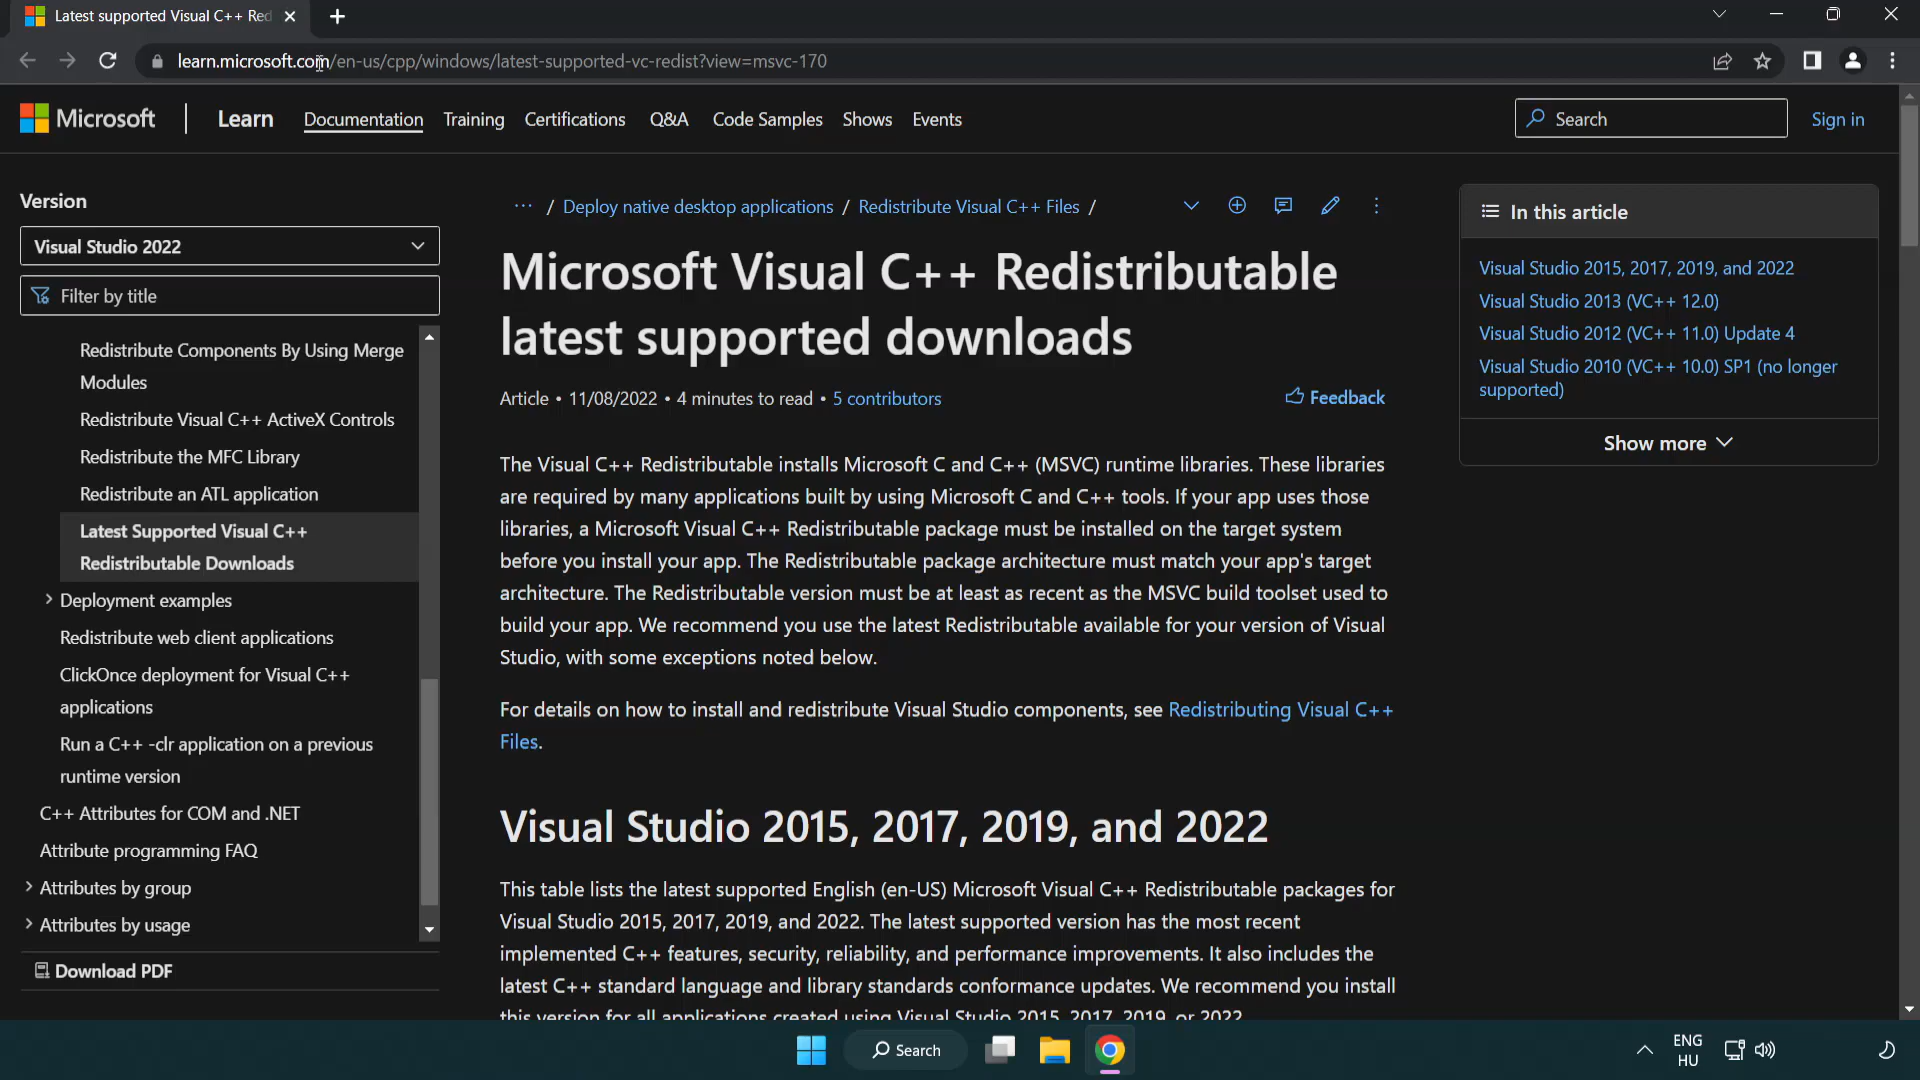 Latest supported Visual C++ Red
learn.microsoft.com/en-us/cpp/windows/latest-supported-vc-redist?view=msvc-170
Microsoft
Learn
Documentation
Training
Certifications
Q&A
Code Samples
Shows
Events
Search
Sign in
Version
Visual Studio 2022
Filter by title
Redistribute Components By Using Merge
Modules
Redistribute Visual C++ ActiveX Controls
Redistribute the MFC Library
Redistribute an ATL application
Latest Supported Visual C++
Redistributable Downloads
Deployment examples
Redistribute web client applications
ClickOnce deployment for Visual C++
applications
Run a C++ -clr application on a previous
runtime version
C++ Attributes for COM and .NET
Attribute programming FAQ
Attributes by group
Attributes by usage
Download PDF
... / Deploy native desktop applications / Redistribute Visual C++ Files /
Microsoft Visual C++ Redistributable
latest supported downloads
Article • 11/08/2022 • 4 minutes to read • 5 contributors
Feedback
The Visual C++ Redistributable installs Microsoft C and C++ (MSVC) runtime libraries. These libraries
are required by many applications built by using Microsoft C and C++ tools. If your app uses those
libraries, a Microsoft Visual C++ Redistributable package must be installed on the target system
before you install your app. The Redistributable package architecture must match your app's target
architecture. The Redistributable version must be at least as recent as the MSVC build toolset used to
build your app. We recommend you use the latest Redistributable available for your version of Visual
Studio, with some exceptions noted below.
For details on how to install and redistribute Visual Studio components, see Redistributing Visual C++
Files.
Visual Studio 2015, 2017, 2019, and 2022
This table lists the latest supported English (en-US) Microsoft Visual C++ Redistributable packages for
Visual Studio 2015, 2017, 2019, and 2022. The latest supported version has the most recent
implemented C++ features, security, reliability, and performance improvements. It also includes the
latest C++ standard language and library standards conformance updates. We recommend you install
this version for all applications created using Visual Studio 2015, 2017, 2019, or 2022.
In this article
Visual Studio 2015, 2017, 2019, and 2022
Visual Studio 2013 (VC++ 12.0)
Visual Studio 2012 (VC++ 11.0) Update 4
Visual Studio 2010 (VC++ 10.0) SP1 (no longer
supported)
Show more
Search
ENG
HU